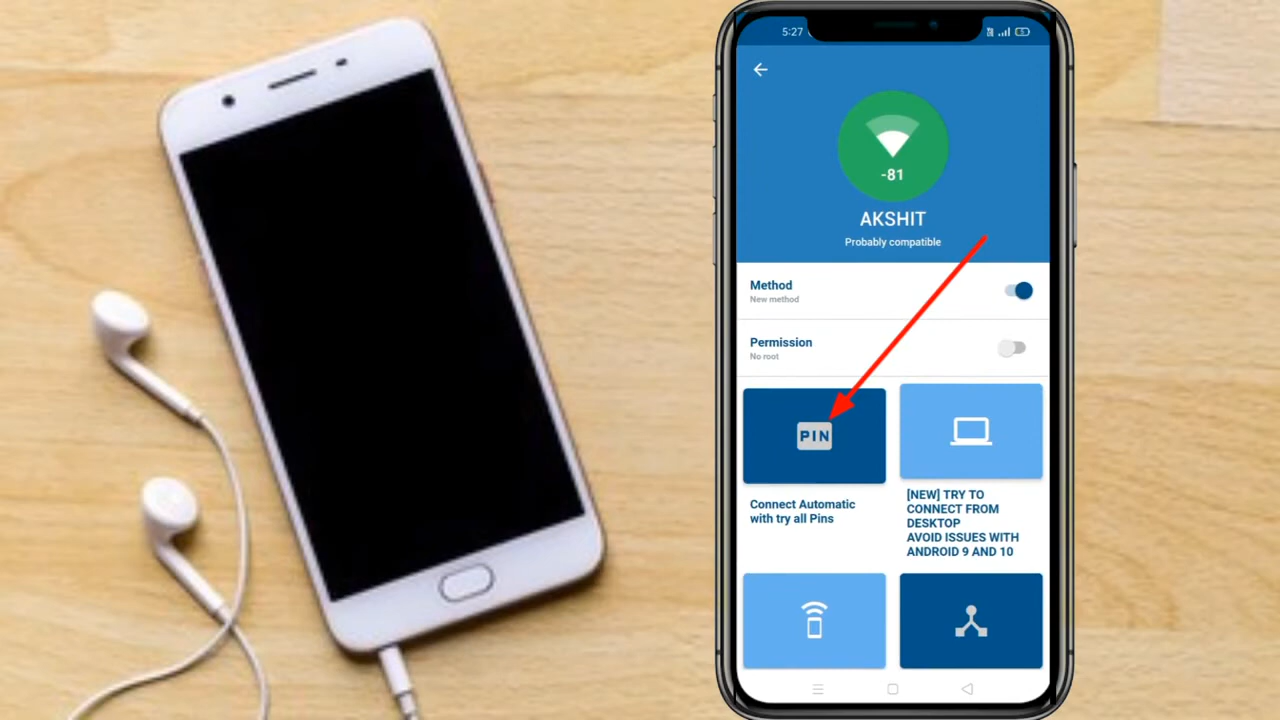 5:27
-81
AKSHIT
Probably compatible
Method
New method
Permission
No root
PIN
Connect Automatic
with try all Pins
[NEW] TRY TO
CONNECT FROM
DESKTOP
AVOID ISSUES WITH
ANDROID 9 AND 10